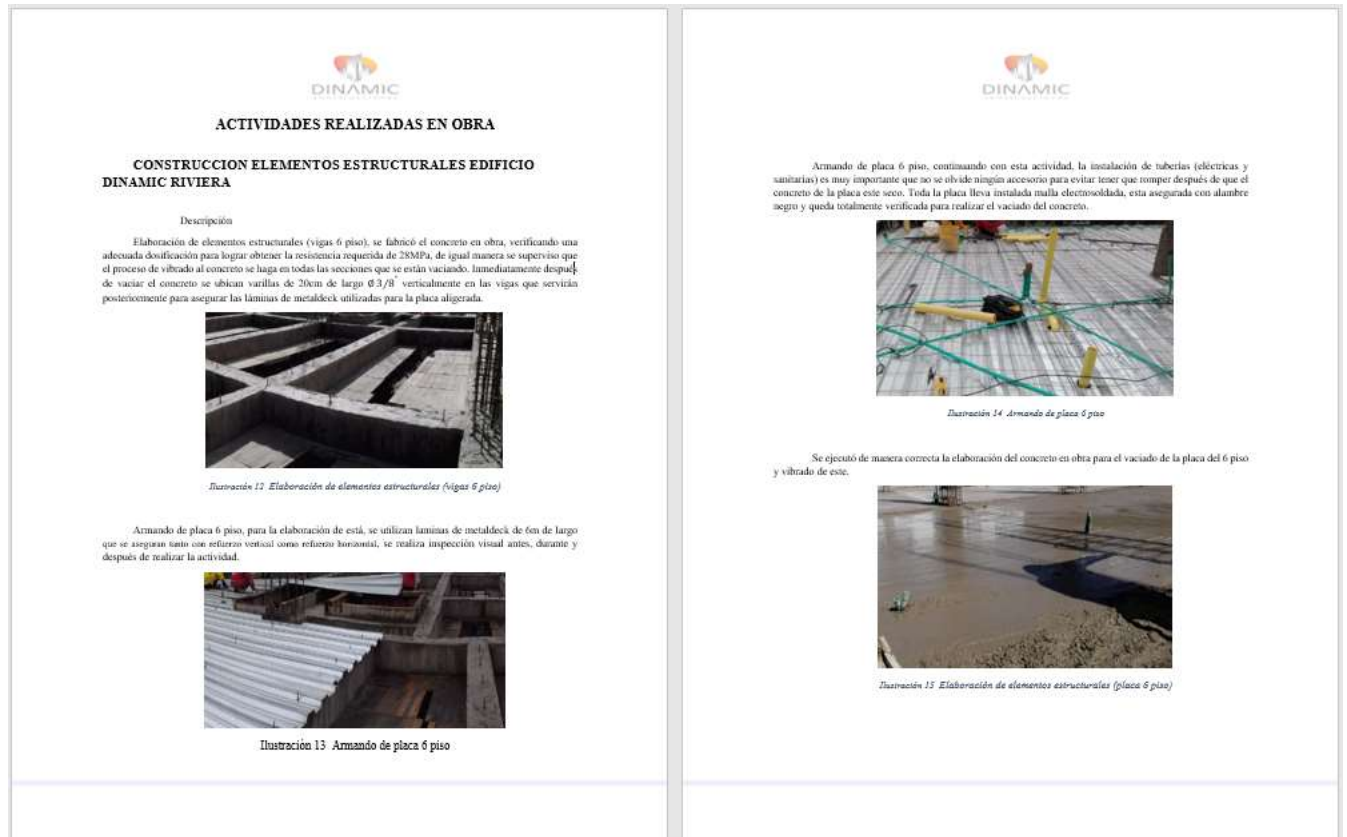 DINAMIC
ACTIVIDADES REALIZADAS EN OBRA
CONSTRUCCION ELEMENTOS ESTRUCTURALES EDIFICIO
DINAMIC RIVIERA
Descripción
Elaboración de elementos estructurales (vigas 6 piso), se fabricó el concreto en obra, verificando una
adecuada dosificación para lograr obtener la resistencia requerida de 28MPa, de igual manera se superviso que
el proceso de vibrado al concreto se haga en todas las secciones que se están vaciando. Inmediatamente después
de vaciar el concreto se ubican varillas de 20cm de largo Ø3/8" verticalmente en las vigas que servirán
posteriormente para asegurar las láminas de metaldeck utilizadas para la placa aligerada.
Ilustración 12 Elaboración de elementos estructurales (vigas 6 piso)
Armando de placa 6 piso, para la elaboración de está, se utilizan laminas de metaldeck de 6m de largo
que se aseguran tanto con refuerzo vertical como refuerzo horizontal, se realiza inspección visual antes, durante y
después de realizar la actividad.
Ilustración 13 Armando de placa 6 piso
DINAMIC
Armando de placa 6 piso, continuando con esta actividad, la instalación de tuberías (eléctricas y
sanitarias) es muy importante que no se olvide ningún accesorio para evitar tener que romper después de que el
concreto de la placa este seco. Toda la placa lleva instalada malla electrosoldada, esta asegurada con alambre
negro y queda totalmente verificada para realizar el vaciado del concreto.
Ilustración 14 Armando de placa 6 piso
Se ejecutó de manera correcta la elaboración del concreto en obra para el vaciado de la placa del 6 piso
y vibrado de este.
Ilustración 15 Elaboración de elementos estructurales (placa 6 piso)